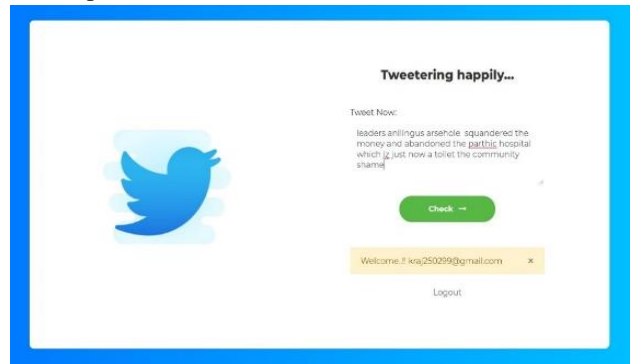 Tweetering happily...
Tweet Now:
leaders anilingus arsehole squandered the
money and abandoned the parthic hospital
which iz just now a toilet the community
shame
Check →
Welcome..!! kraj250299@gmail.com ×
Logout